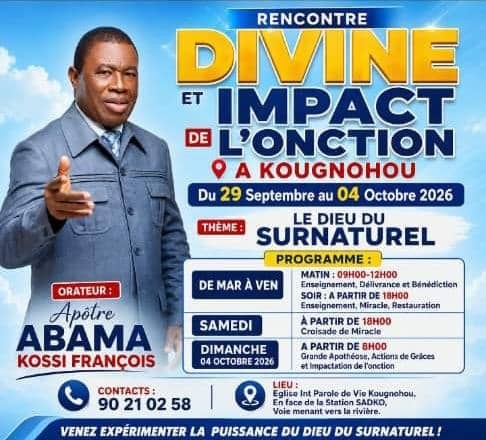 RENCONTRE
DIVINE
ET IMPACT
DE L'ONCTION
A KOUGNOHOU
Du 29 Septembre au 04 Octobre 2026
THÈME : LE DIEU DU
SURNATUREL
PROGRAMME :
DE MAR À VEN
MATIN : 09H00-12H00
Enseignement, Délivrance et Bénédiction
SOIR : A PARTIR DE 18H00
Enseignement, Miracle, Restauration
SAMEDI
À PARTIR DE 18H00
Croisade de Miracle
DIMANCHE
04 OCTOBRE 2026
A PARTIR DE 8H00
Grande Apothéose, Actions de Grâces
et Impactation de l'onction
ORATEUR :
Apôtre
ABAMA
KOSSI FRANÇOIS
CONTACTS :
90 21 02 58
LIEU :
Eglise Int Parole de Vie Kougnohou,
En face de la Station SADKO,
Voie menant vers la rivière.
VENEZ EXPÉRIMENTER LA PUISSANCE DU DIEU DU SURNATUREL !